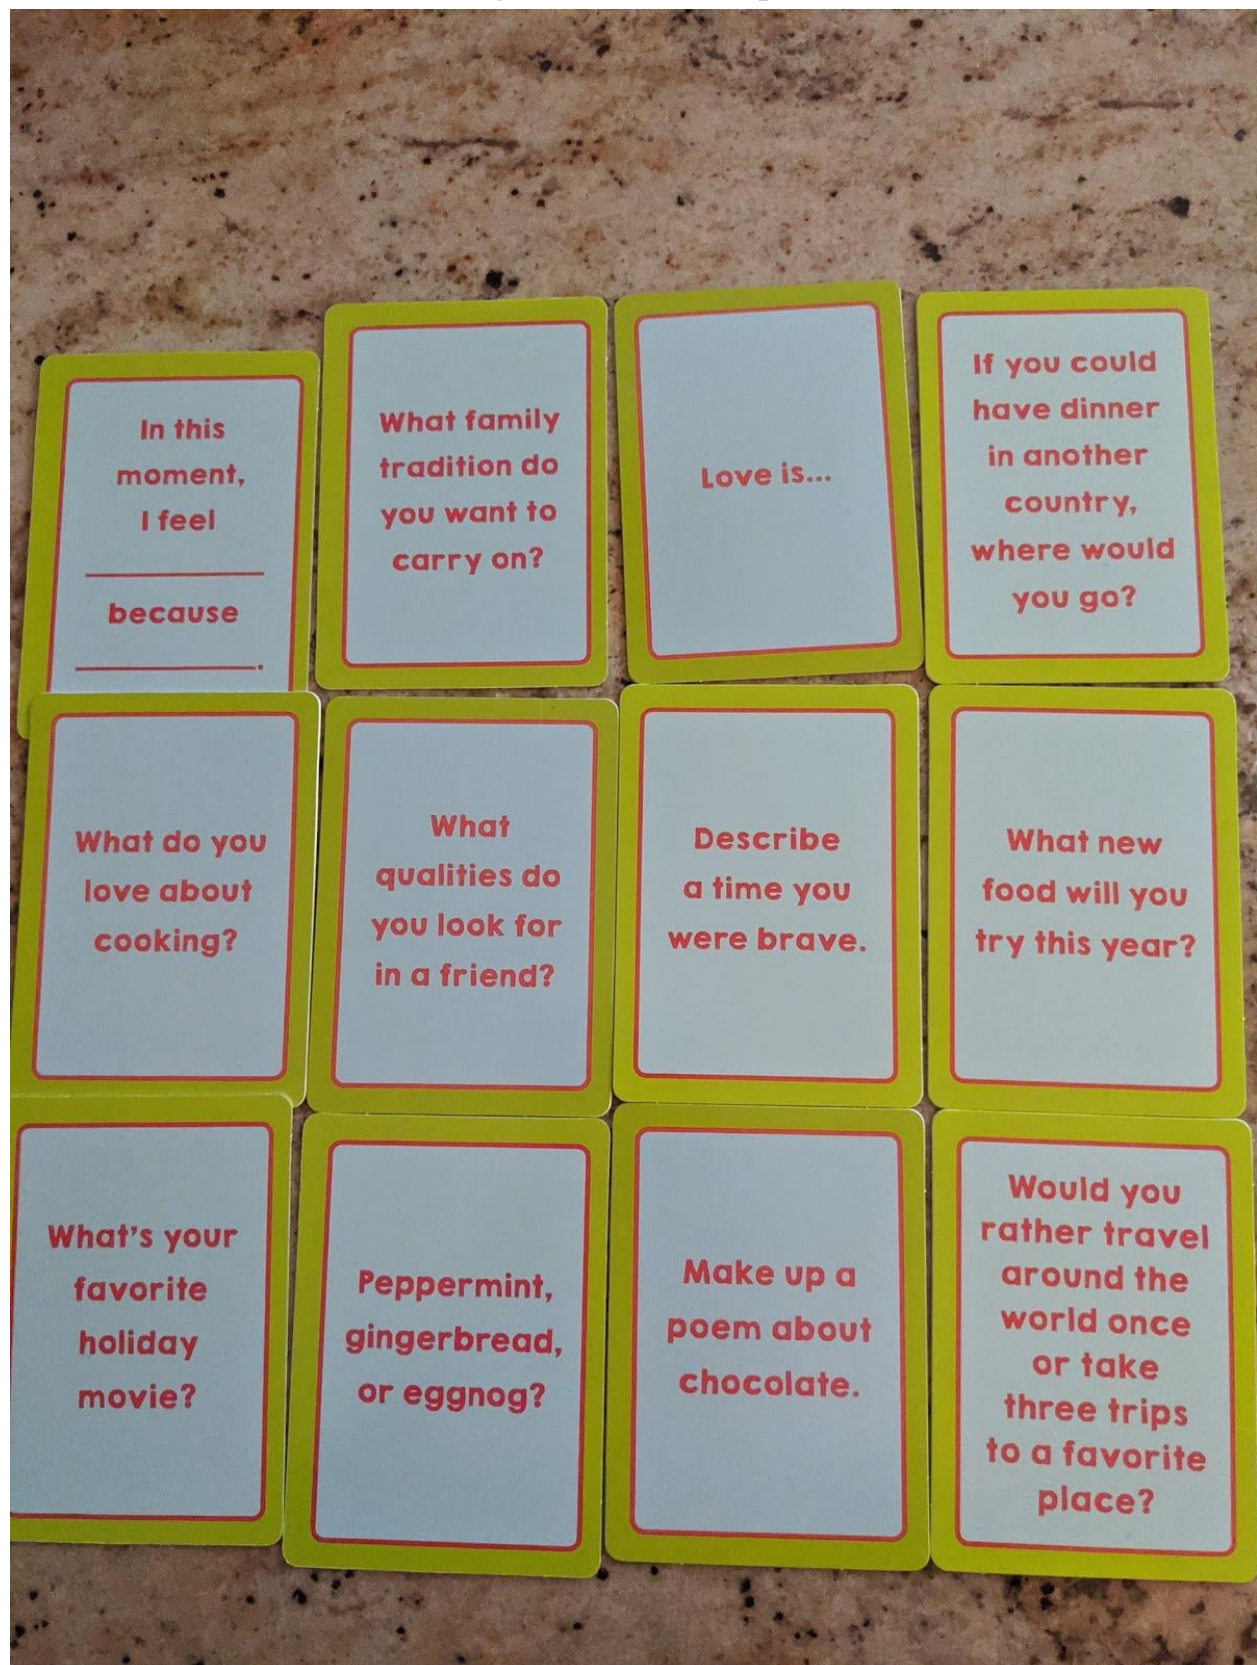 In this
moment,
I feel
__________
because
__________.
What family
tradition do
you want to
carry on?
Love is...
If you could
have dinner
in another
country,
where would
you go?
What do you
love about
cooking?
What
qualities do
you look for
in a friend?
Describe
a time you
were brave.
What new
food will you
try this year?
What's your
favorite
holiday
movie?
Peppermint,
gingerbread,
or eggnog?
Make up a
poem about
chocolate.
Would you
rather travel
around the
world once
or take
three trips
to a favorite
place?